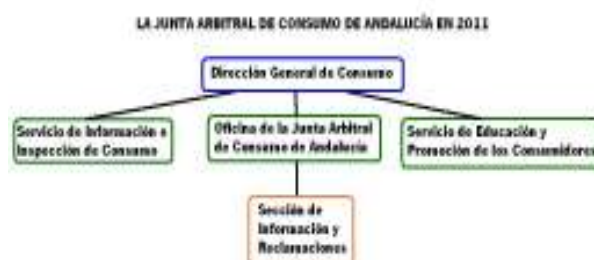 LA JUNTA ARBITRAL DE CONSUMO DE ANDALUCÍA EN 2011
Dirección General de Consumo
Servicio de Información e
Inspección de Consumo
Oficina de la Junta Arbitral
de Consumo de Andalucía
Servicio de Educación y
Promoción de los Consumidores
Sección de
Información y
Reclamaciones